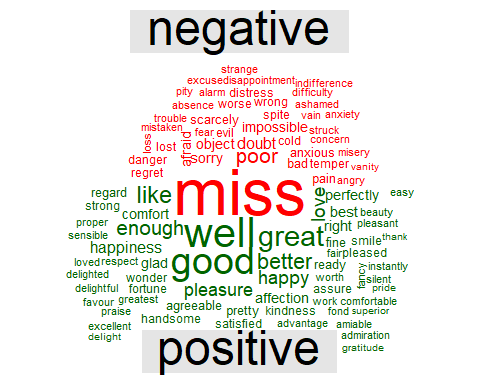 negative
strange
excused disappointment indifference
pity alarm distress difficulty
absence worse wrong ashamed
trouble scarcely spite vain anxiety
mistaken fear evil impossible struck
loss lost afraid object doubt cold concern
danger sorry poor anxious misery
regret bad temper vanity
pain angry
miss
regard like love perfectly easy
strong comfort best beauty
proper enough well great right pleasant
sensible happiness fine smile thank
loved respect glad good better fair pleased
delighted wonder happy ready fancy instantly
delightful fortune pleasure worth silent
favour greatest affection assure pride
praise agreeable pretty kindness work comfortable
excellent handsome satisfied advantage fond superior
delight amiable
admiration
gratitude
positive